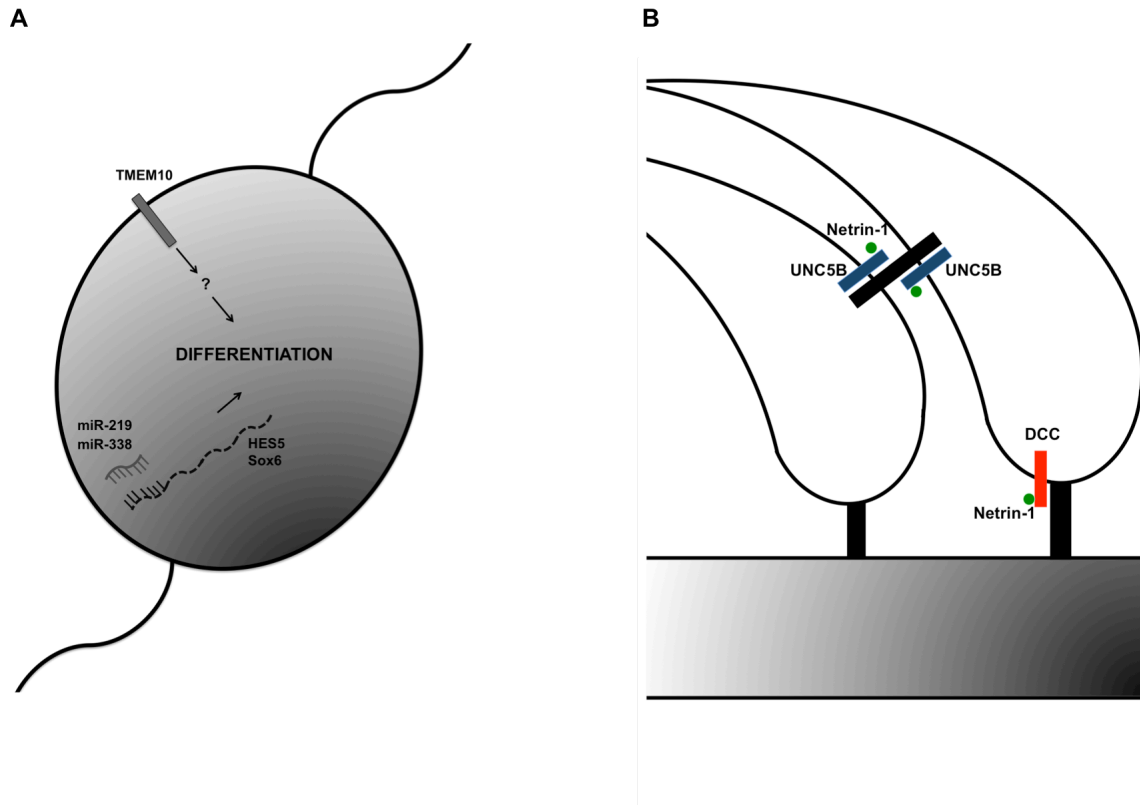 A
TMEM10
?
DIFFERENTIATION
miR-219
miR-338
HES5
Sox6
B
Netrin-1
UNC5B
UNC5B
DCC
Netrin-1